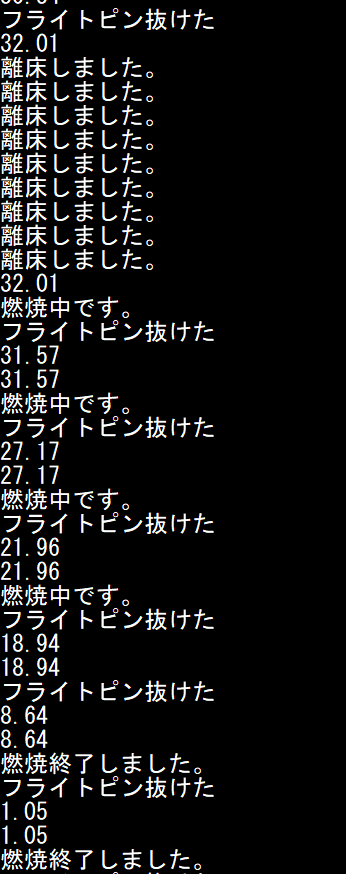 フライトピン抜けた
32.01
離床しました。
離床しました。
離床しました。
離床しました。
離床しました。
離床しました。
離床しました。
離床しました。
離床しました。
32.01
燃焼中です。
フライトピン抜けた
31.57
31.57
燃焼中です。
フライトピン抜けた
27.17
27.17
燃焼中です。
フライトピン抜けた
21.96
21.96
燃焼中です。
フライトピン抜けた
18.94
18.94
フライトピン抜けた
8.64
8.64
燃焼終了しました。
フライトピン抜けた
1.05
1.05
燃焼終了しました。